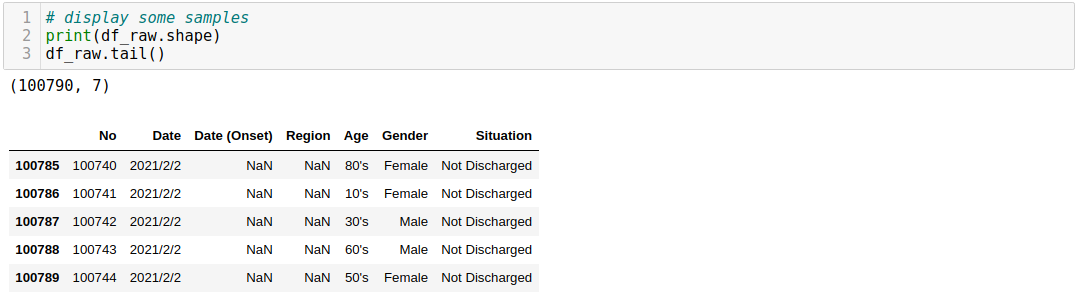 1 # display some samples
2 print(df_raw.shape)
3 df_raw.tail()
(100790, 7)
No Date Date (Onset) Region Age Gender Situation
100785 100740 2021/2/2 NaN NaN 80's Female Not Discharged
100786 100741 2021/2/2 NaN NaN 10's Female Not Discharged
100787 100742 2021/2/2 NaN NaN 30's Male Not Discharged
100788 100743 2021/2/2 NaN NaN 60's Male Not Discharged
100789 100744 2021/2/2 NaN NaN 50's Female Not Discharged